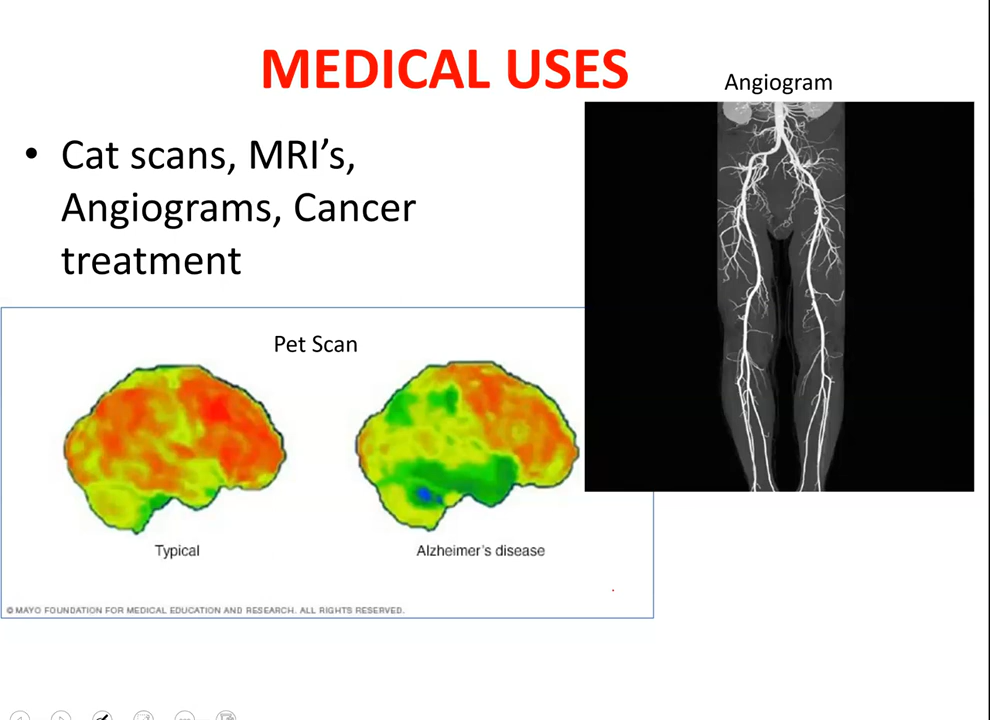 MEDICAL USES
Angiogram
• Cat scans, MRI’s,
Angiograms, Cancer
treatment
Pet Scan
Typical
Alzheimer’s disease
© MAYO FOUNDATION FOR MEDICAL EDUCATION AND RESEARCH. ALL RIGHTS RESERVED.